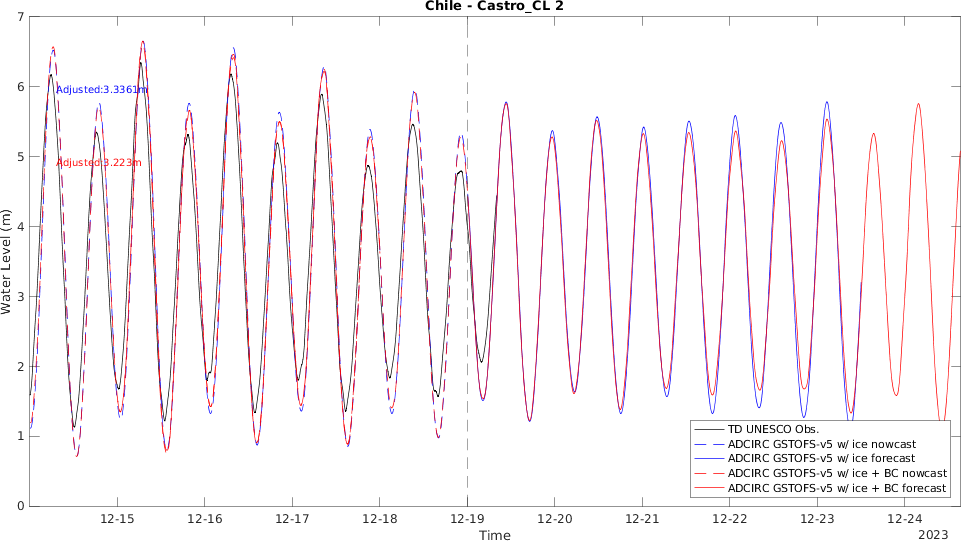 Chile - Castro_CL 2
7
6
5
4
3
2
1
0
Water Level (m)
Adjusted:3.3361m
Adjusted:3.223m
TD UNESCO Obs.
ADCIRC GSTOFS-v5 w/ ice nowcast
ADCIRC GSTOFS-v5 w/ ice forecast
ADCIRC GSTOFS-v5 w/ ice + BC nowcast
ADCIRC GSTOFS-v5 w/ ice + BC forecast
12-15 12-16 12-17 12-18 12-19 12-20 12-21 12-22 12-23 12-24
Time
2023